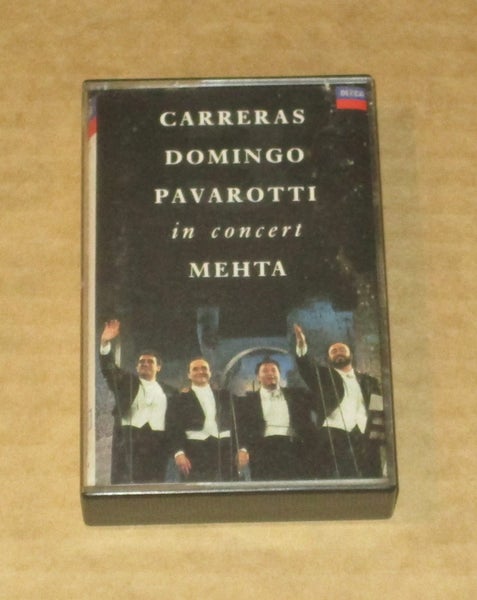 DECCA
CARRERAS
DOMINGO
PAVAROTTI
in concert
MEHTA